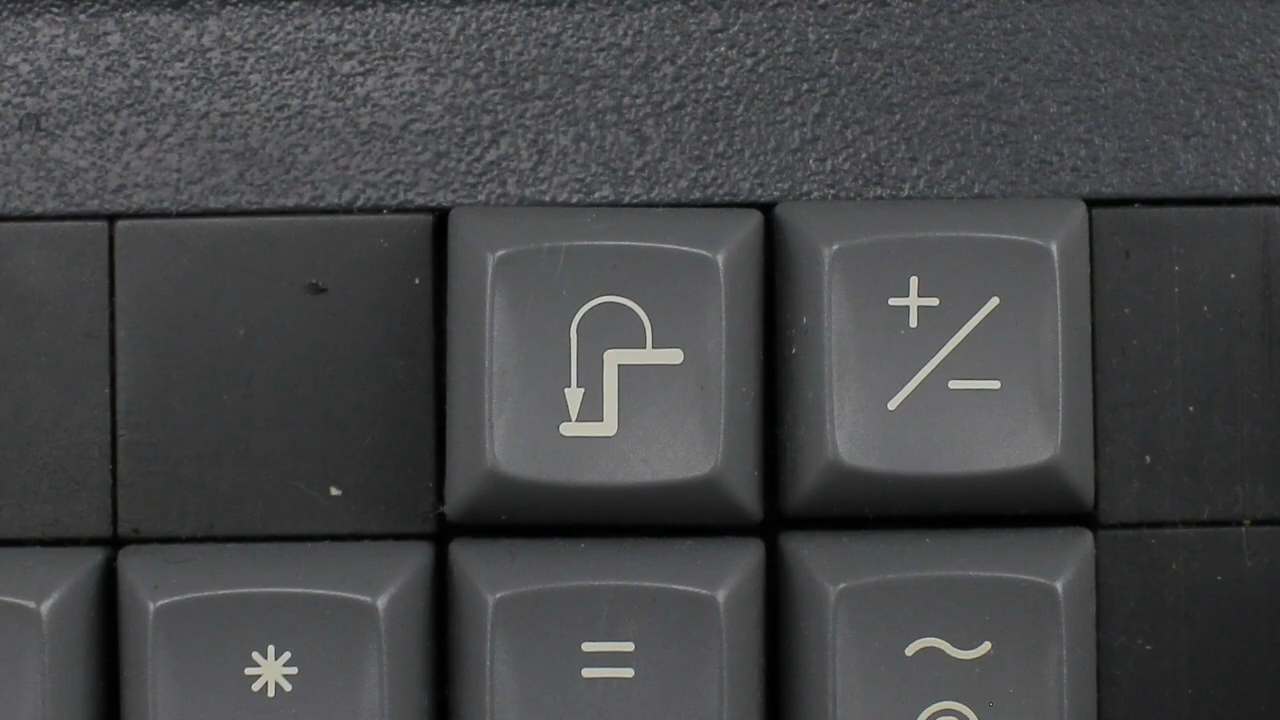 +/−
* = ~